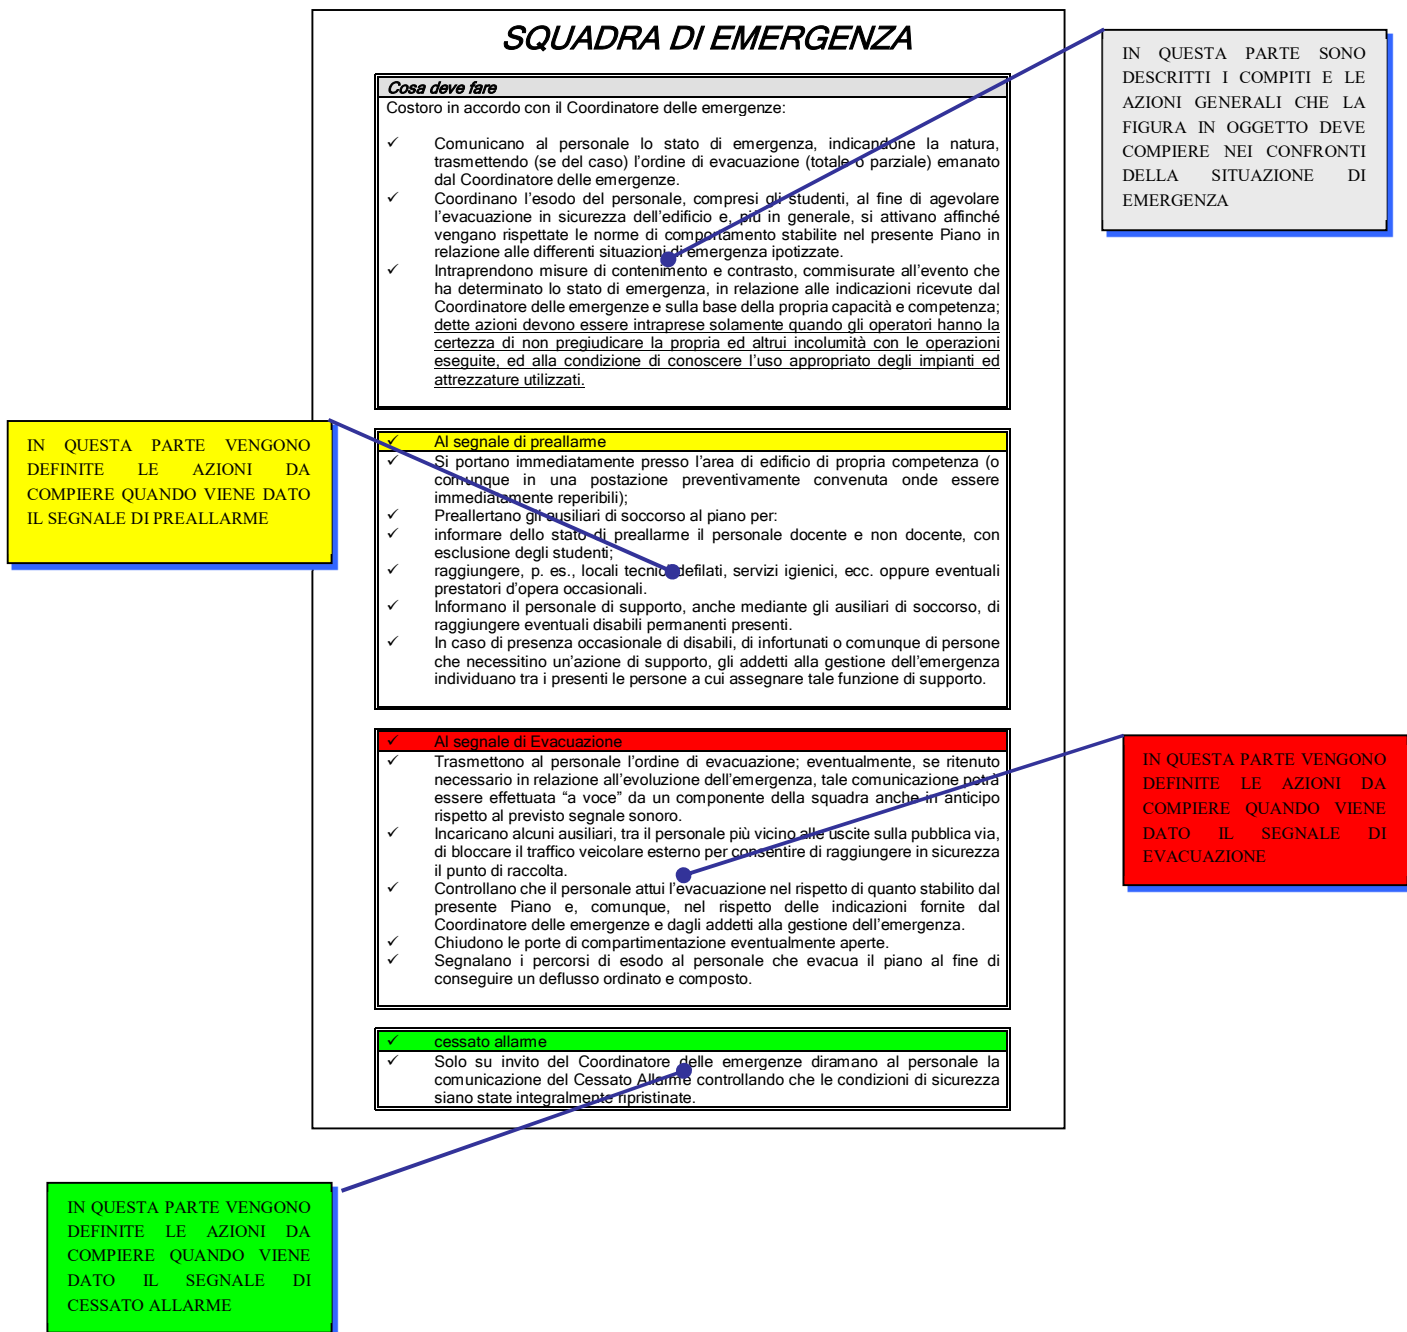 SQUADRA DI EMERGENZA
Cosa deve fare
Costoro in accordo con il Coordinatore delle emergenze:
✓ Comunicano al personale lo stato di emergenza, indicandone la natura,
trasmettendo (se del caso) l’ordine di evacuazione (totale o parziale) emanato
dal Coordinatore delle emergenze.
✓ Coordinano l’esodo del personale, compresi gli studenti, al fine di agevolare
l’evacuazione in sicurezza dell’edificio e, più in generale, si attivano affinché
vengano rispettate le norme di comportamento stabilite nel presente Piano in
relazione alle differenti situazioni di emergenza ipotizzate.
✓ Intraprendono misure di contenimento e contrasto, commisurate all’evento che
ha determinato lo stato di emergenza, in relazione alle indicazioni ricevute dal
Coordinatore delle emergenze e sulla base della propria capacità e competenza;
dette azioni devono essere intraprese solamente quando gli operatori hanno la
certezza di non pregiudicare la propria ed altrui incolumità con le operazioni
eseguite, ed alla condizione di conoscere l’uso appropriato degli impianti ed
attrezzature utilizzati.
IN QUESTA PARTE SONO
DESCRITTI I COMPITI E LE
AZIONI GENERALI CHE LA
FIGURA IN OGGETTO DEVE
COMPIERE NEI CONFRONTI
DELLA SITUAZIONE DI
EMERGENZA
✓ Al segnale di preallarme
✓ Si portano immediatamente presso l’area di edificio di propria competenza (o
comunque in una postazione preventivamente convenuta onde essere
immediatamente reperibili);
✓ Preallertano gli ausiliari di soccorso al piano per:
✓ informare dello stato di preallarme il personale docente e non docente, con
esclusione degli studenti;
✓ raggiungere, p. es., locali tecnici defilati, servizi igienici, ecc. oppure eventuali
prestatori d’opera occasionali.
✓ Informano il personale di supporto, anche mediante gli ausiliari di soccorso, di
raggiungere eventuali disabili permanenti presenti.
✓ In caso di presenza occasionale di disabili, di infortunati o comunque di persone
che necessitino un’azione di supporto, gli addetti alla gestione dell’emergenza
individuano tra i presenti le persone a cui assegnare tale funzione di supporto.
IN QUESTA PARTE VENGONO
DEFINITE LE AZIONI DA
COMPIERE QUANDO VIENE DATO
IL SEGNALE DI PREALLARME
✓ Al segnale di Evacuazione
✓ Trasmettono al personale l’ordine di evacuazione; eventualmente, se ritenuto
necessario in relazione all’evoluzione dell’emergenza, tale comunicazione potrà
essere effettuata “a voce” da un componente della squadra anche in anticipo
rispetto al previsto segnale sonoro.
✓ Incaricano alcuni ausiliari, tra il personale più vicino alle uscite sulla pubblica via,
di bloccare il traffico veicolare esterno per consentire di raggiungere in sicurezza
il punto di raccolta.
✓ Controllano che il personale attui l’evacuazione nel rispetto di quanto stabilito dal
presente Piano e, comunque, nel rispetto delle indicazioni fornite dal
Coordinatore delle emergenze e dagli addetti alla gestione dell’emergenza.
✓ Chiudono le porte di compartimentazione eventualmente aperte.
✓ Segnalano i percorsi di esodo al personale che evacua il piano al fine di
conseguire un deflusso ordinato e composto.
IN QUESTA PARTE VENGONO
DEFINITE LE AZIONI DA
COMPIERE QUANDO VIENE
DATO IL SEGNALE DI
EVACUAZIONE
✓ cessato allarme
✓ Solo su invito del Coordinatore delle emergenze diramano al personale la
comunicazione del Cessato Allarme controllando che le condizioni di sicurezza
siano state integralmente ripristinate.
IN QUESTA PARTE VENGONO
DEFINITE LE AZIONI DA
COMPIERE QUANDO VIENE
DATO IL SEGNALE DI
CESSATO ALLARME